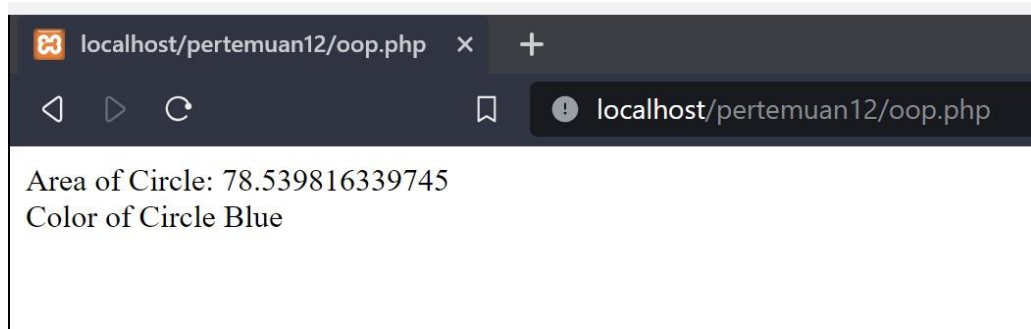 localhost/pertemuan12/oop.php
localhost/pertemuan12/oop.php
Area of Circle: 78.539816339745
Color of Circle Blue